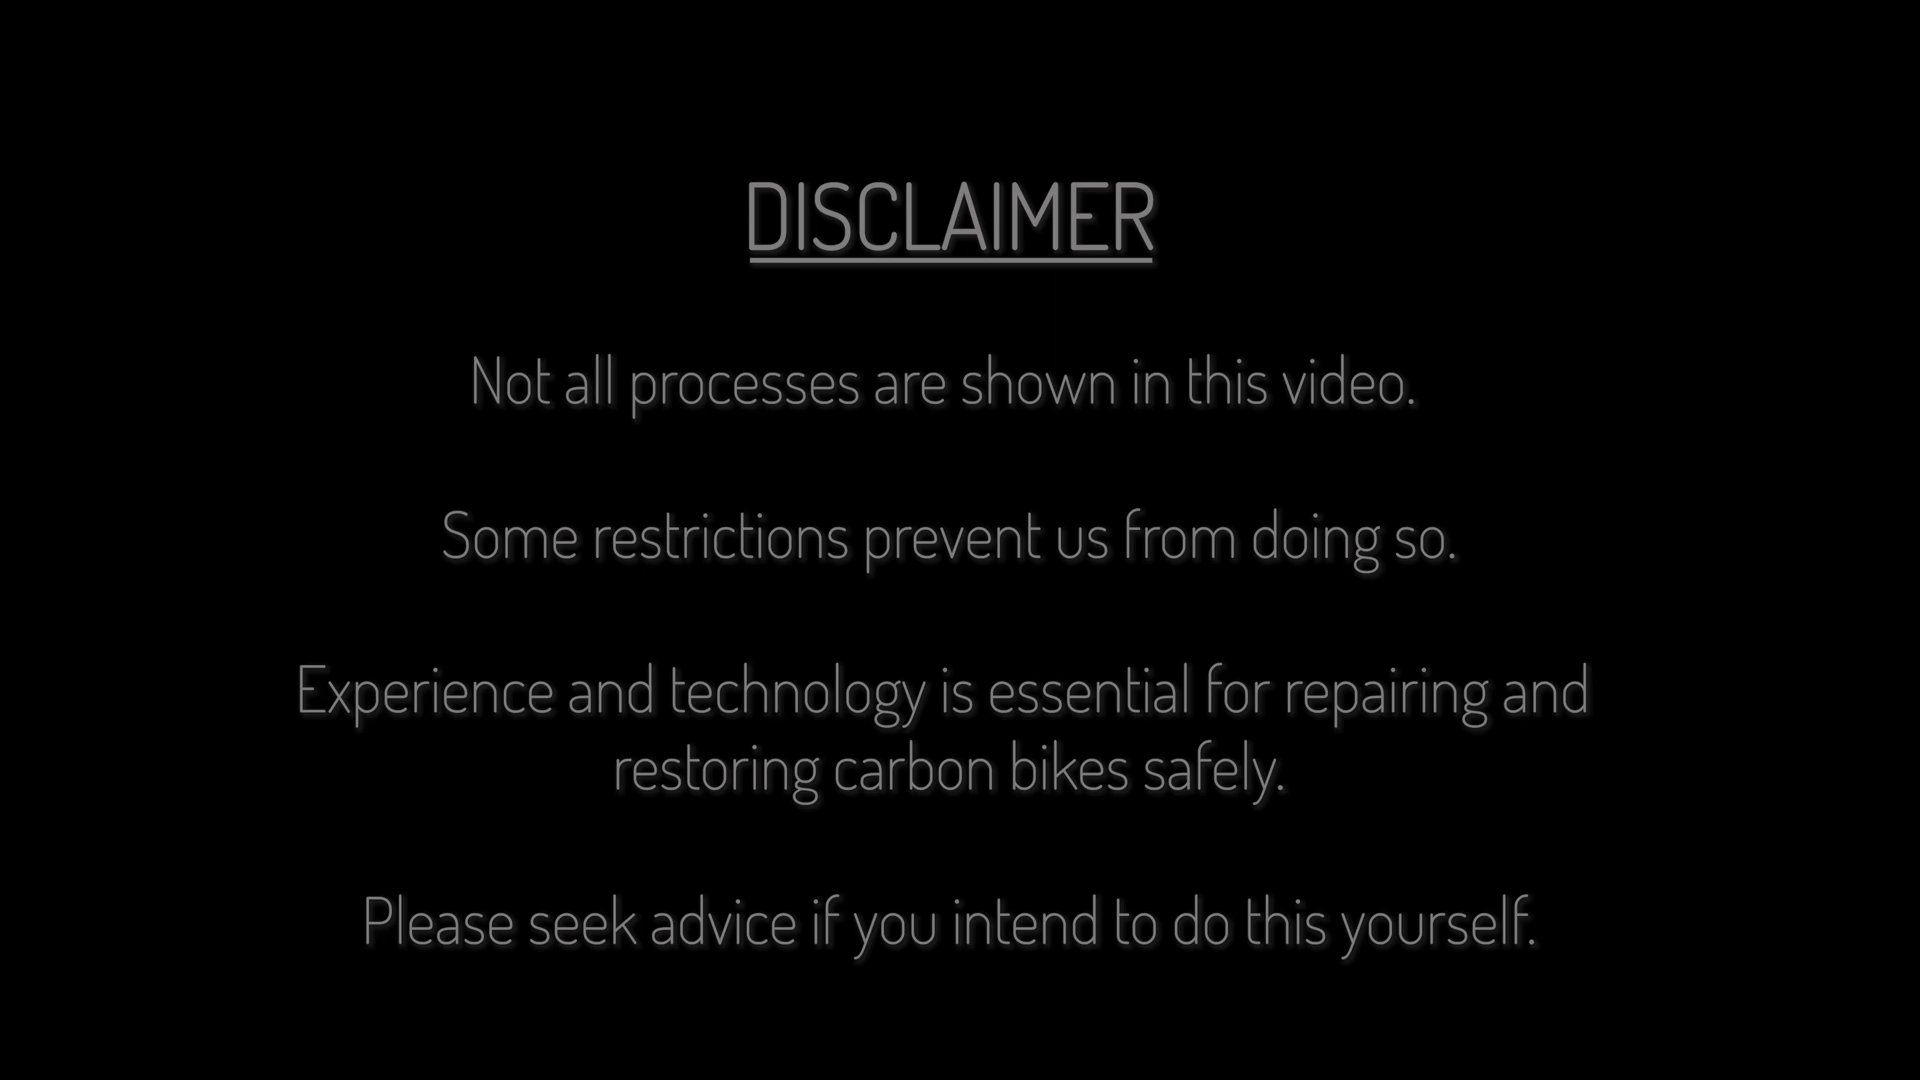 DISCLAIMER
Not all processes are shown in this video.
Some restrictions prevent us from doing so.
Experience and technology is essential for repairing and
restoring carbon bikes safely.
Please seek advice if you intend to do this yourself.